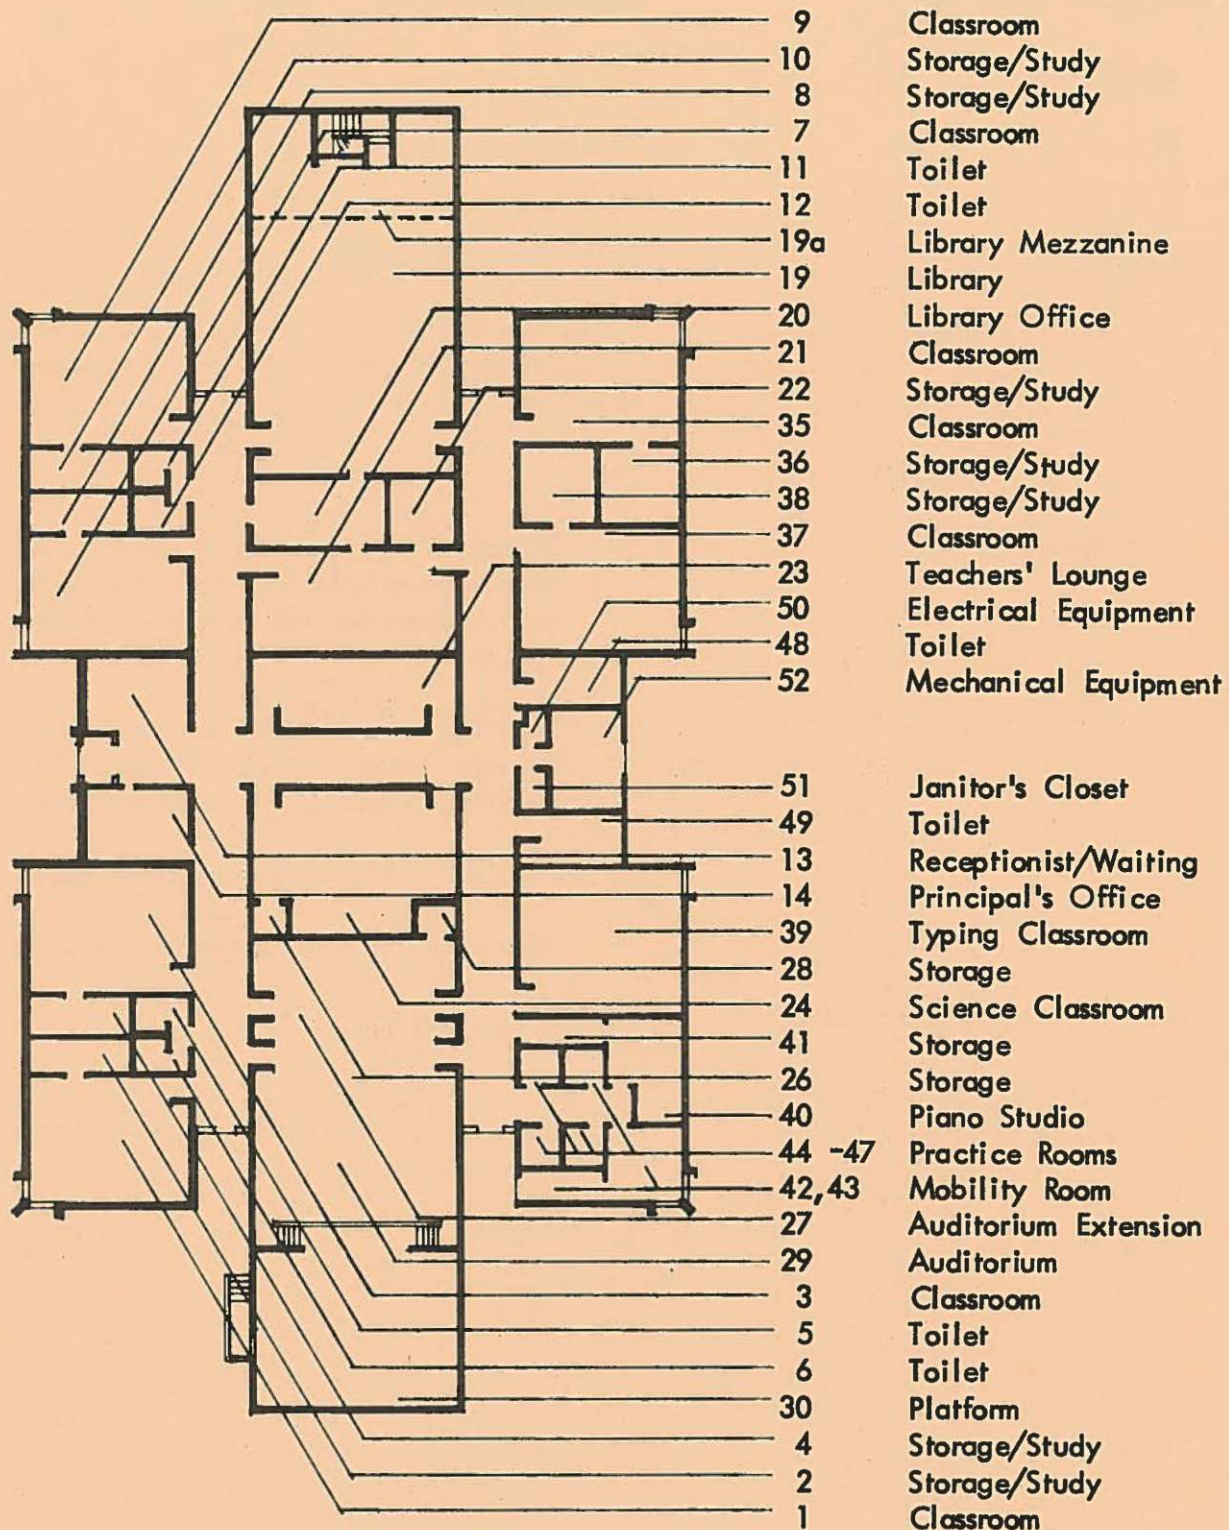 9 Classroom
10 Storage/Study
8 Storage/Study
7 Classroom
11 Toilet
12 Toilet
19a Library Mezzanine
19 Library
20 Library Office
21 Classroom
22 Storage/Study
35 Classroom
36 Storage/Study
38 Storage/Study
37 Classroom
23 Teachers' Lounge
50 Electrical Equipment
48 Toilet
52 Mechanical Equipment
51 Janitor's Closet
49 Toilet
13 Receptionist/Waiting
14 Principal's Office
39 Typing Classroom
28 Storage
24 Science Classroom
41 Storage
26 Storage
40 Piano Studio
44 -47 Practice Rooms
42,43 Mobility Room
27 Auditorium Extension
29 Auditorium
3 Classroom
5 Toilet
6 Toilet
30 Platform
4 Storage/Study
2 Storage/Study
1 Classroom